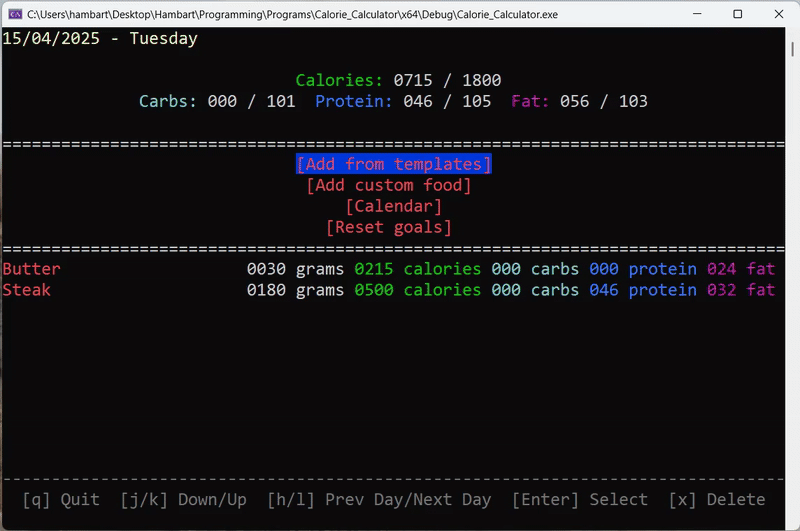 C:\Users\hambart\Desktop\Hambart\Programming\Programs\Calorie_Calculator\x64\Debug\Calorie_Calculator.exe
15/04/2025 - Tuesday
Calories: 0715 / 1800
Carbs: 000 / 101 Protein: 046 / 105 Fat: 056 / 103
================================================================================
[Add from templates]
[Add custom food]
[Calendar]
[Reset goals]
================================================================================
Butter 0030 grams 0215 calories 000 carbs 000 protein 024 fat
Steak 0180 grams 0500 calories 000 carbs 046 protein 032 fat
--------------------------------------------------------------------------------
[q] Quit [j/k] Down/Up [h/l] Prev Day/Next Day [Enter] Select [x] Delete